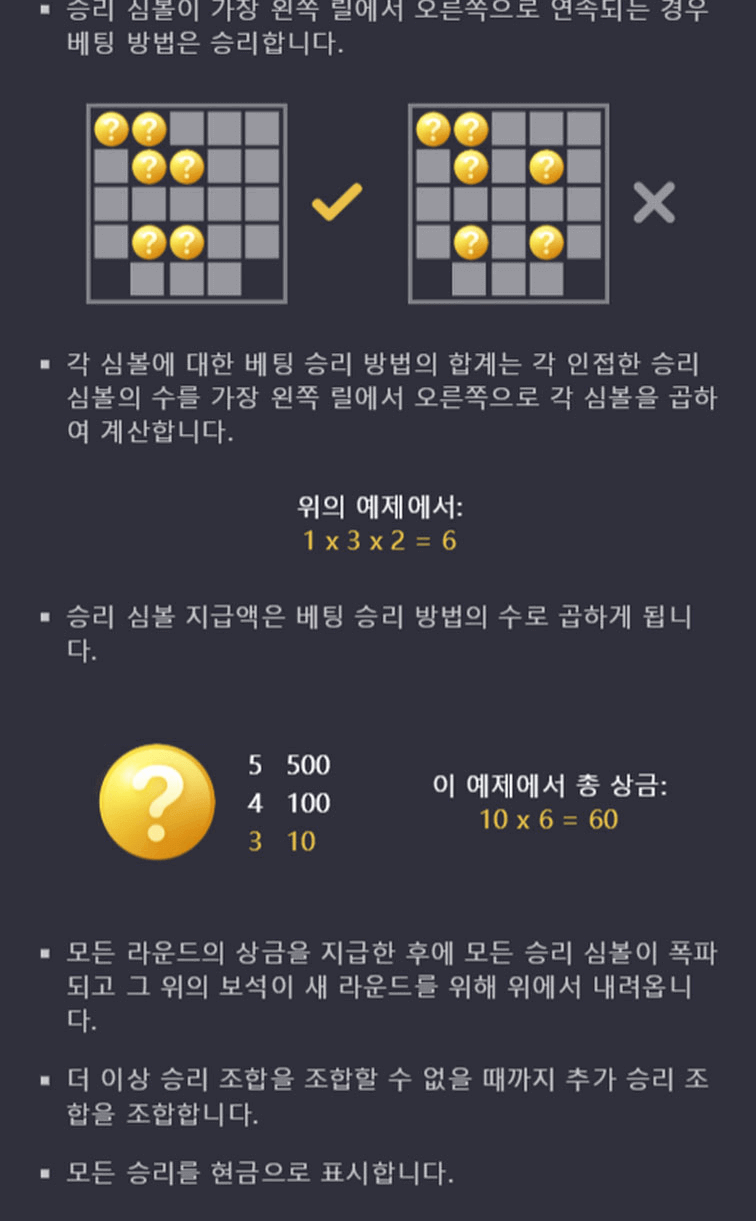 ▪ 승리 심볼이 가장 왼쪽 릴에서 오른쪽으로 연속되는 경우
베팅 방법은 승리합니다.
? ? ? ? ? ?
? ? ? ? ? ?
▪ 각 심볼에 대한 베팅 승리 방법의 합계는 각 인접한 승리
심볼의 수를 가장 왼쪽 릴에서 오른쪽으로 각 심볼을 곱하
여 계산합니다.
위의 예제에서:
1 x 3 x 2 = 6
▪ 승리 심볼 지급액은 베팅 승리 방법의 수로 곱하게 됩니
다.
?
5 500
4 100
3 10
이 예제에서 총 상금:
10 x 6 = 60
▪ 모든 라운드의 상금을 지급한 후에 모든 승리 심볼이 폭파
되고 그 위의 보석이 새 라운드를 위해 위에서 내려옵니
다.
▪ 더 이상 승리 조합을 조합할 수 없을 때까지 추가 승리 조
합을 조합합니다.
▪ 모든 승리를 현금으로 표시합니다.